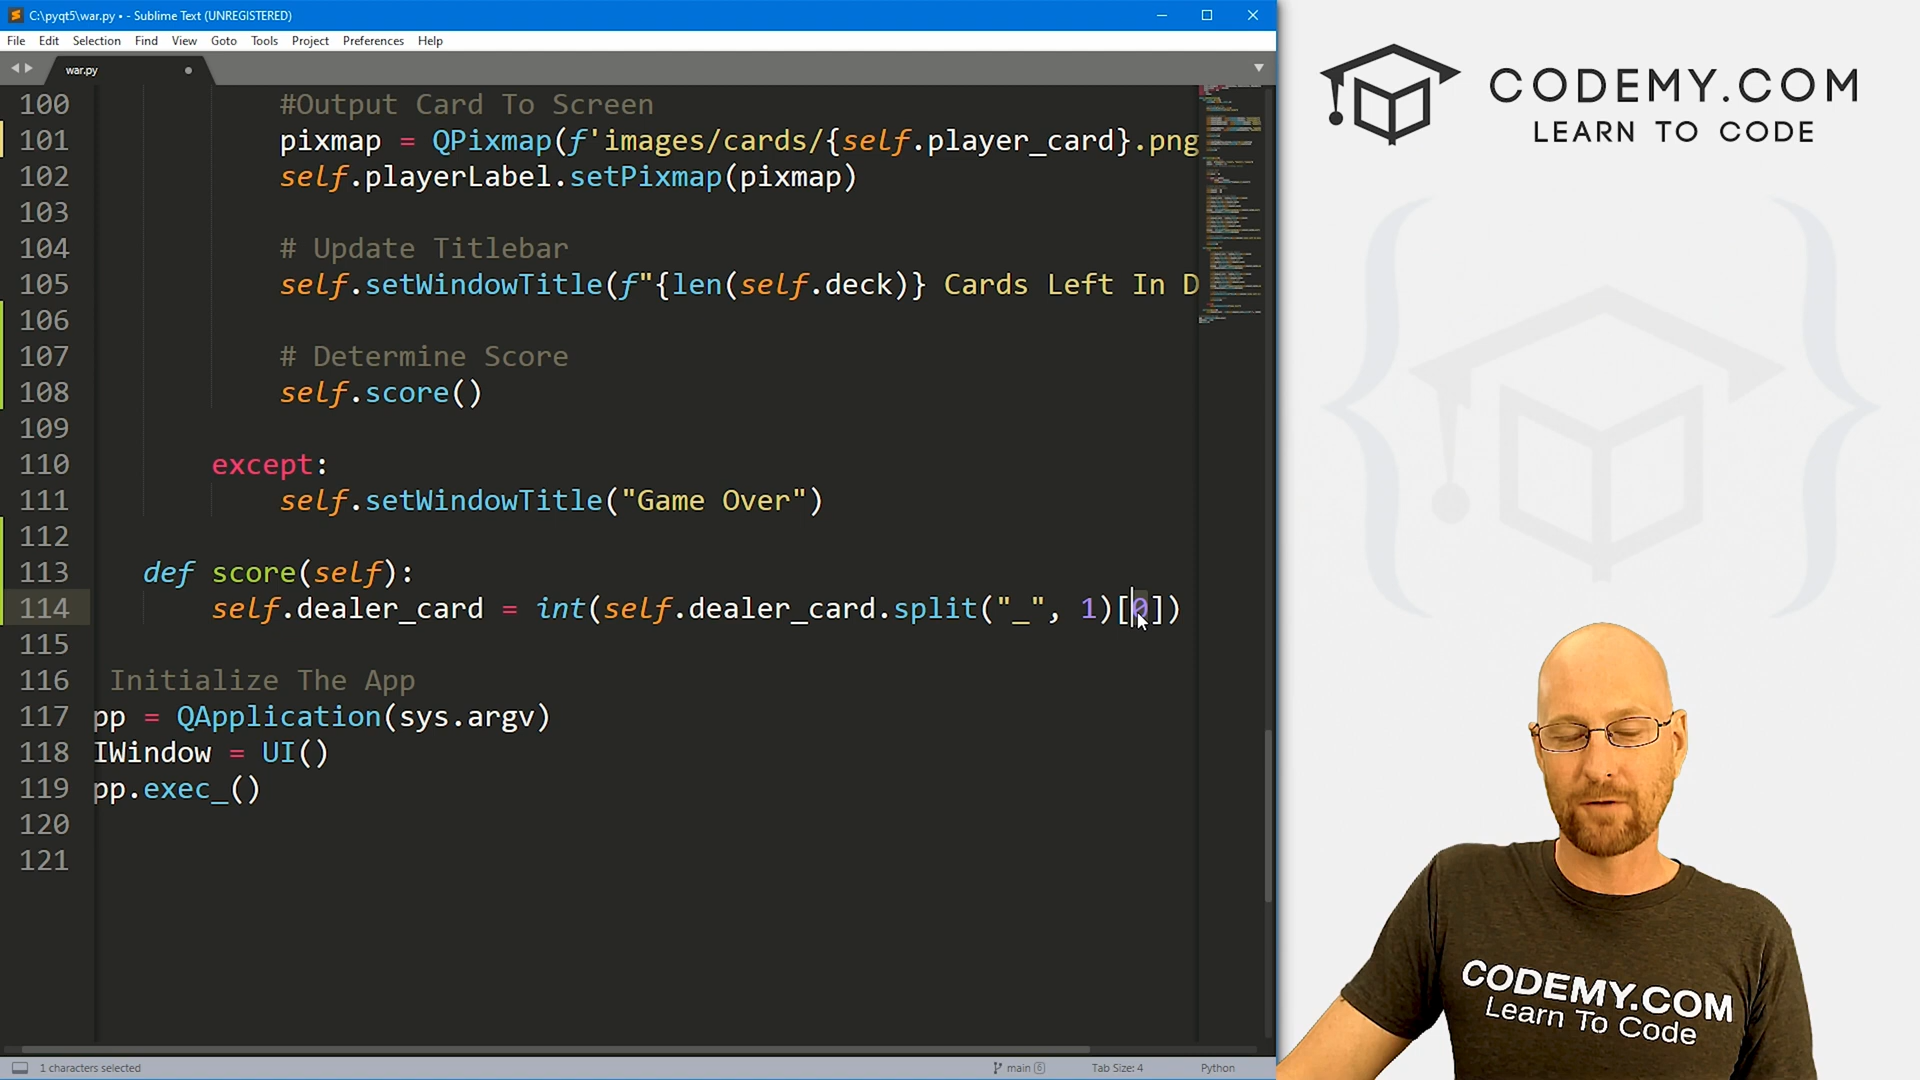 C:\pyqt5\war.py • - Sublime Text (UNREGISTERED)
File Edit Selection Find View Goto Tools Project Preferences Help
war.py
100 #Output Card To Screen
101 pixmap = QPixmap(f'images/cards/{self.player_card}.png
102 self.playerLabel.setPixmap(pixmap)
103
104 # Update Titlebar
105 self.setWindowTitle(f"{len(self.deck)} Cards Left In D
106
107 # Determine Score
108 self.score()
109
110 except:
111 self.setWindowTitle("Game Over")
112
113 def score(self):
114 self.dealer_card = int(self.dealer_card.split("_", 1)[0])
115
116 Initialize The App
117 pp = QApplication(sys.argv)
118 IWindow = UI()
119 pp.exec_()
120
121
1 characters selected
main 6
Tab Size: 4
Python
CODEMY.COM
LEARN TO CODE
CODEMY.COM
Learn To Code